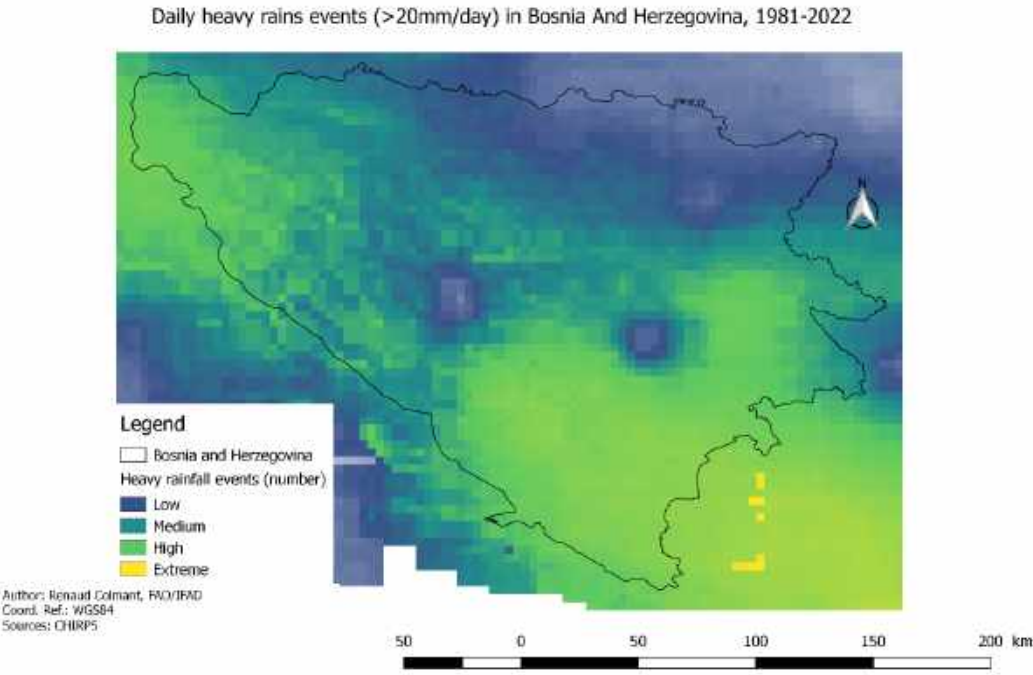 Daily heavy rains events (>20mm/day) in Bosnia And Herzegovina, 1981-2022
N
Legend
Bosnia and Herzegovina
Heavy rainfall events (number)
Low
Medium
High
Extreme
Author: Renaud Colmant, FAO/IFAD
Coord. Ref.: WGS84
Sources: CHIRPS
50 0 50 100 150 200 km